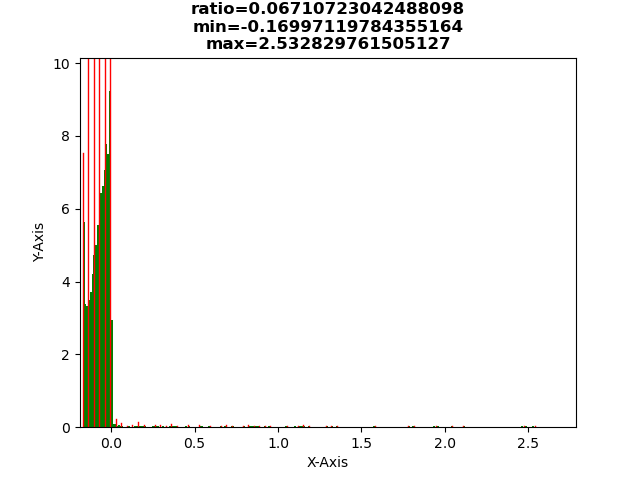 ratio=0.06710723042488098
min=-0.16997119784355164
max=2.532829761505127
10
8
6
4
2
0
Y-Axis
0.0 0.5 1.0 1.5 2.0 2.5
X-Axis